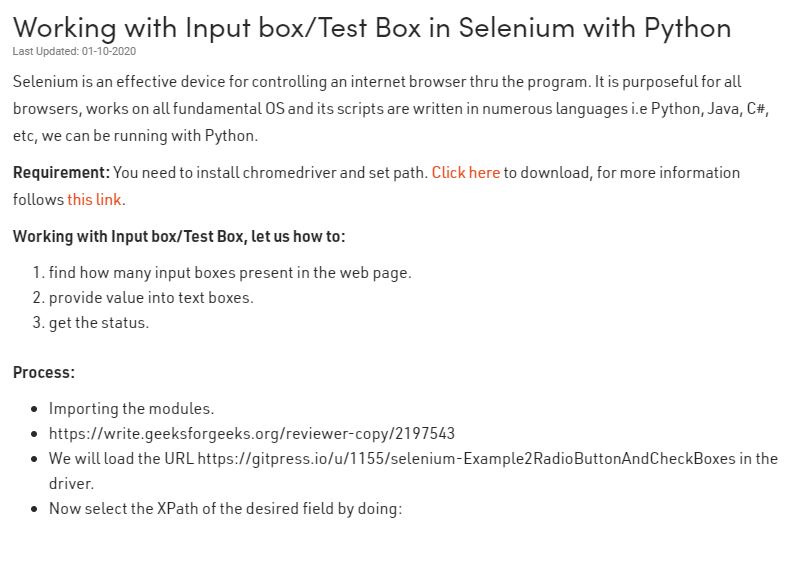 Working with Input box/Test Box in Selenium with Python
Last Updated: 01-10-2020
Selenium is an effective device for controlling an internet browser thru the program. It is purposeful for all
browsers, works on all fundamental OS and its scripts are written in numerous languages i.e Python, Java, C#,
etc, we can be running with Python.
Requirement: You need to install chromedriver and set path. Click here to download, for more information
follows this link.
Working with Input box/Test Box, let us how to:
1. find how many input boxes present in the web page.
2. provide value into text boxes.
3. get the status.
Process:
• Importing the modules.
• https://write.geeksforgeeks.org/reviewer-copy/2197543
• We will load the URL https://gitpress.io/u/1155/selenium-Example2RadioButtonAndCheckBoxes in the
driver.
• Now select the XPath of the desired field by doing: